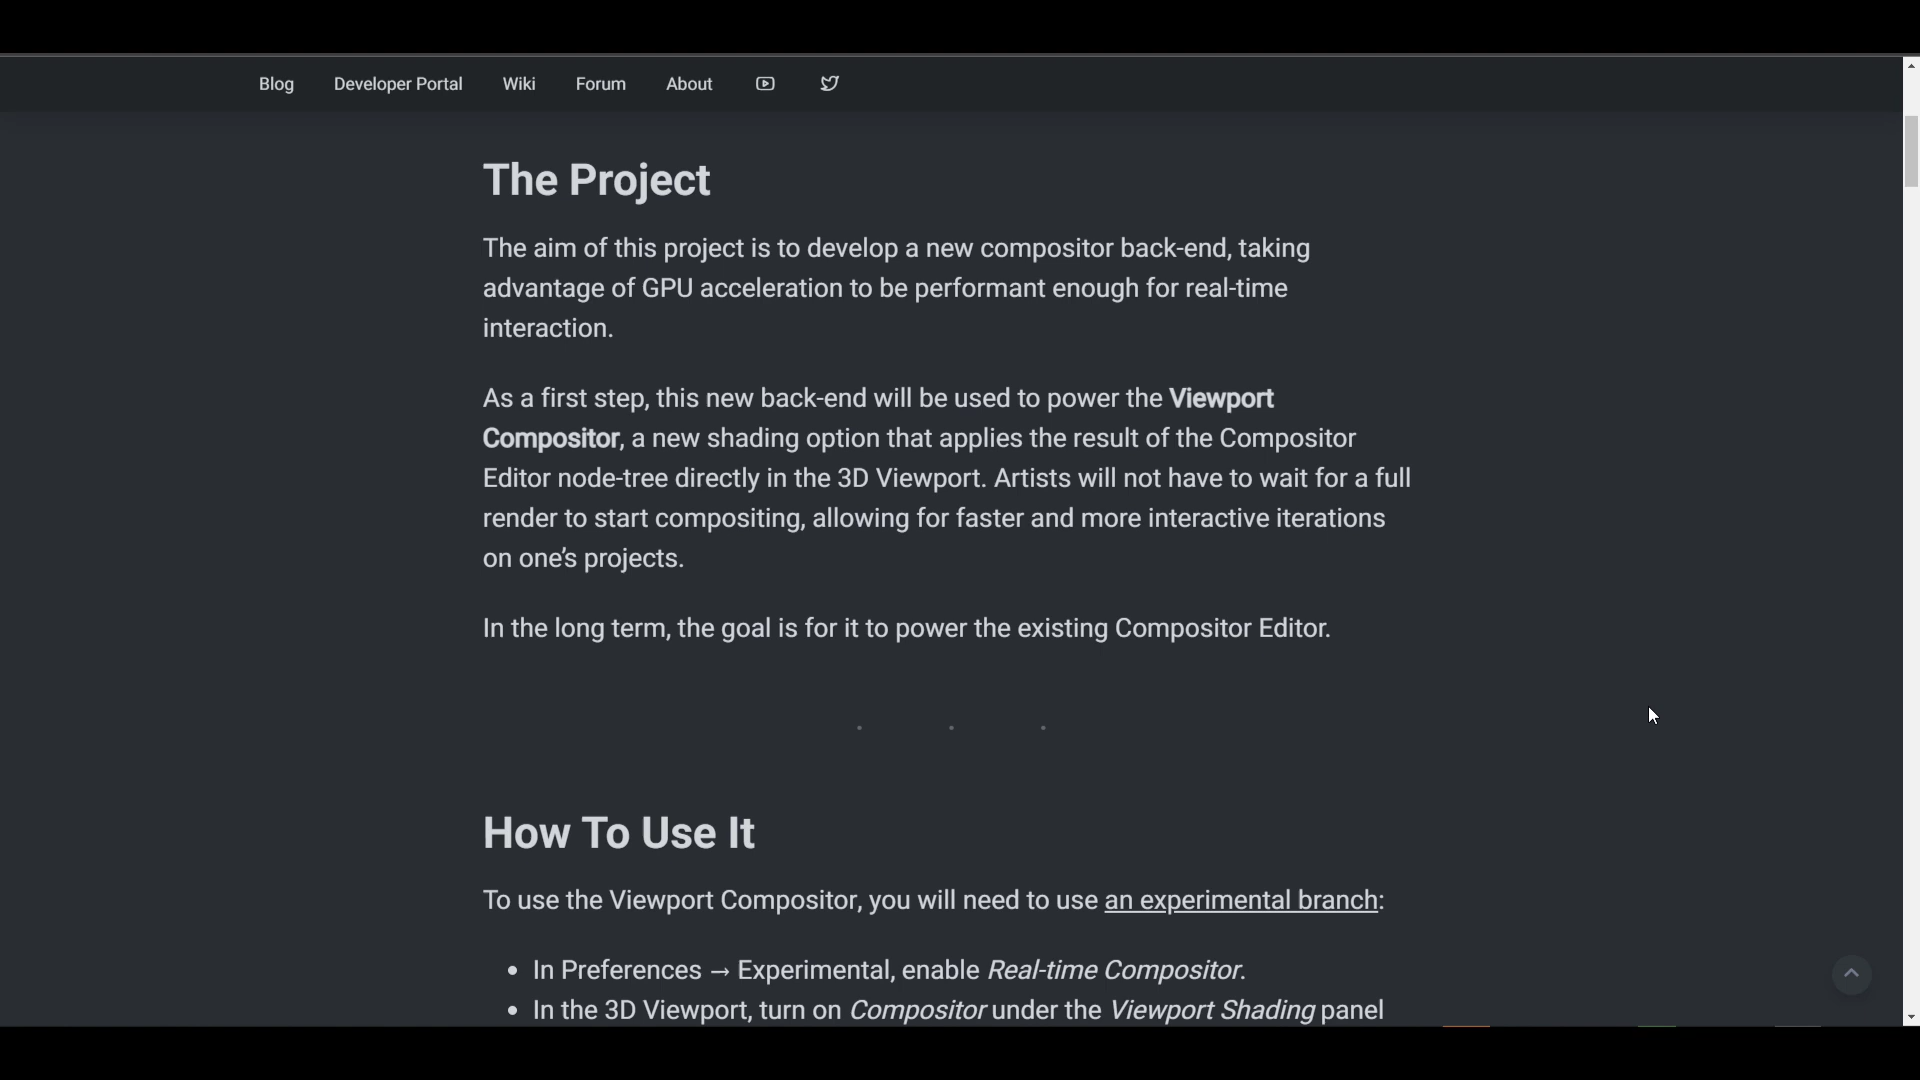 Blog Developer Portal Wiki Forum About
The Project
The aim of this project is to develop a new compositor back-end, taking
advantage of GPU acceleration to be performant enough for real-time
interaction.
As a first step, this new back-end will be used to power the Viewport
Compositor, a new shading option that applies the result of the Compositor
Editor node-tree directly in the 3D Viewport. Artists will not have to wait for a full
render to start compositing, allowing for faster and more interactive iterations
on one’s projects.
In the long term, the goal is for it to power the existing Compositor Editor.
. . .
How To Use It
To use the Viewport Compositor, you will need to use an experimental branch:
• In Preferences → Experimental, enable Real-time Compositor.
• In the 3D Viewport, turn on Compositor under the Viewport Shading panel